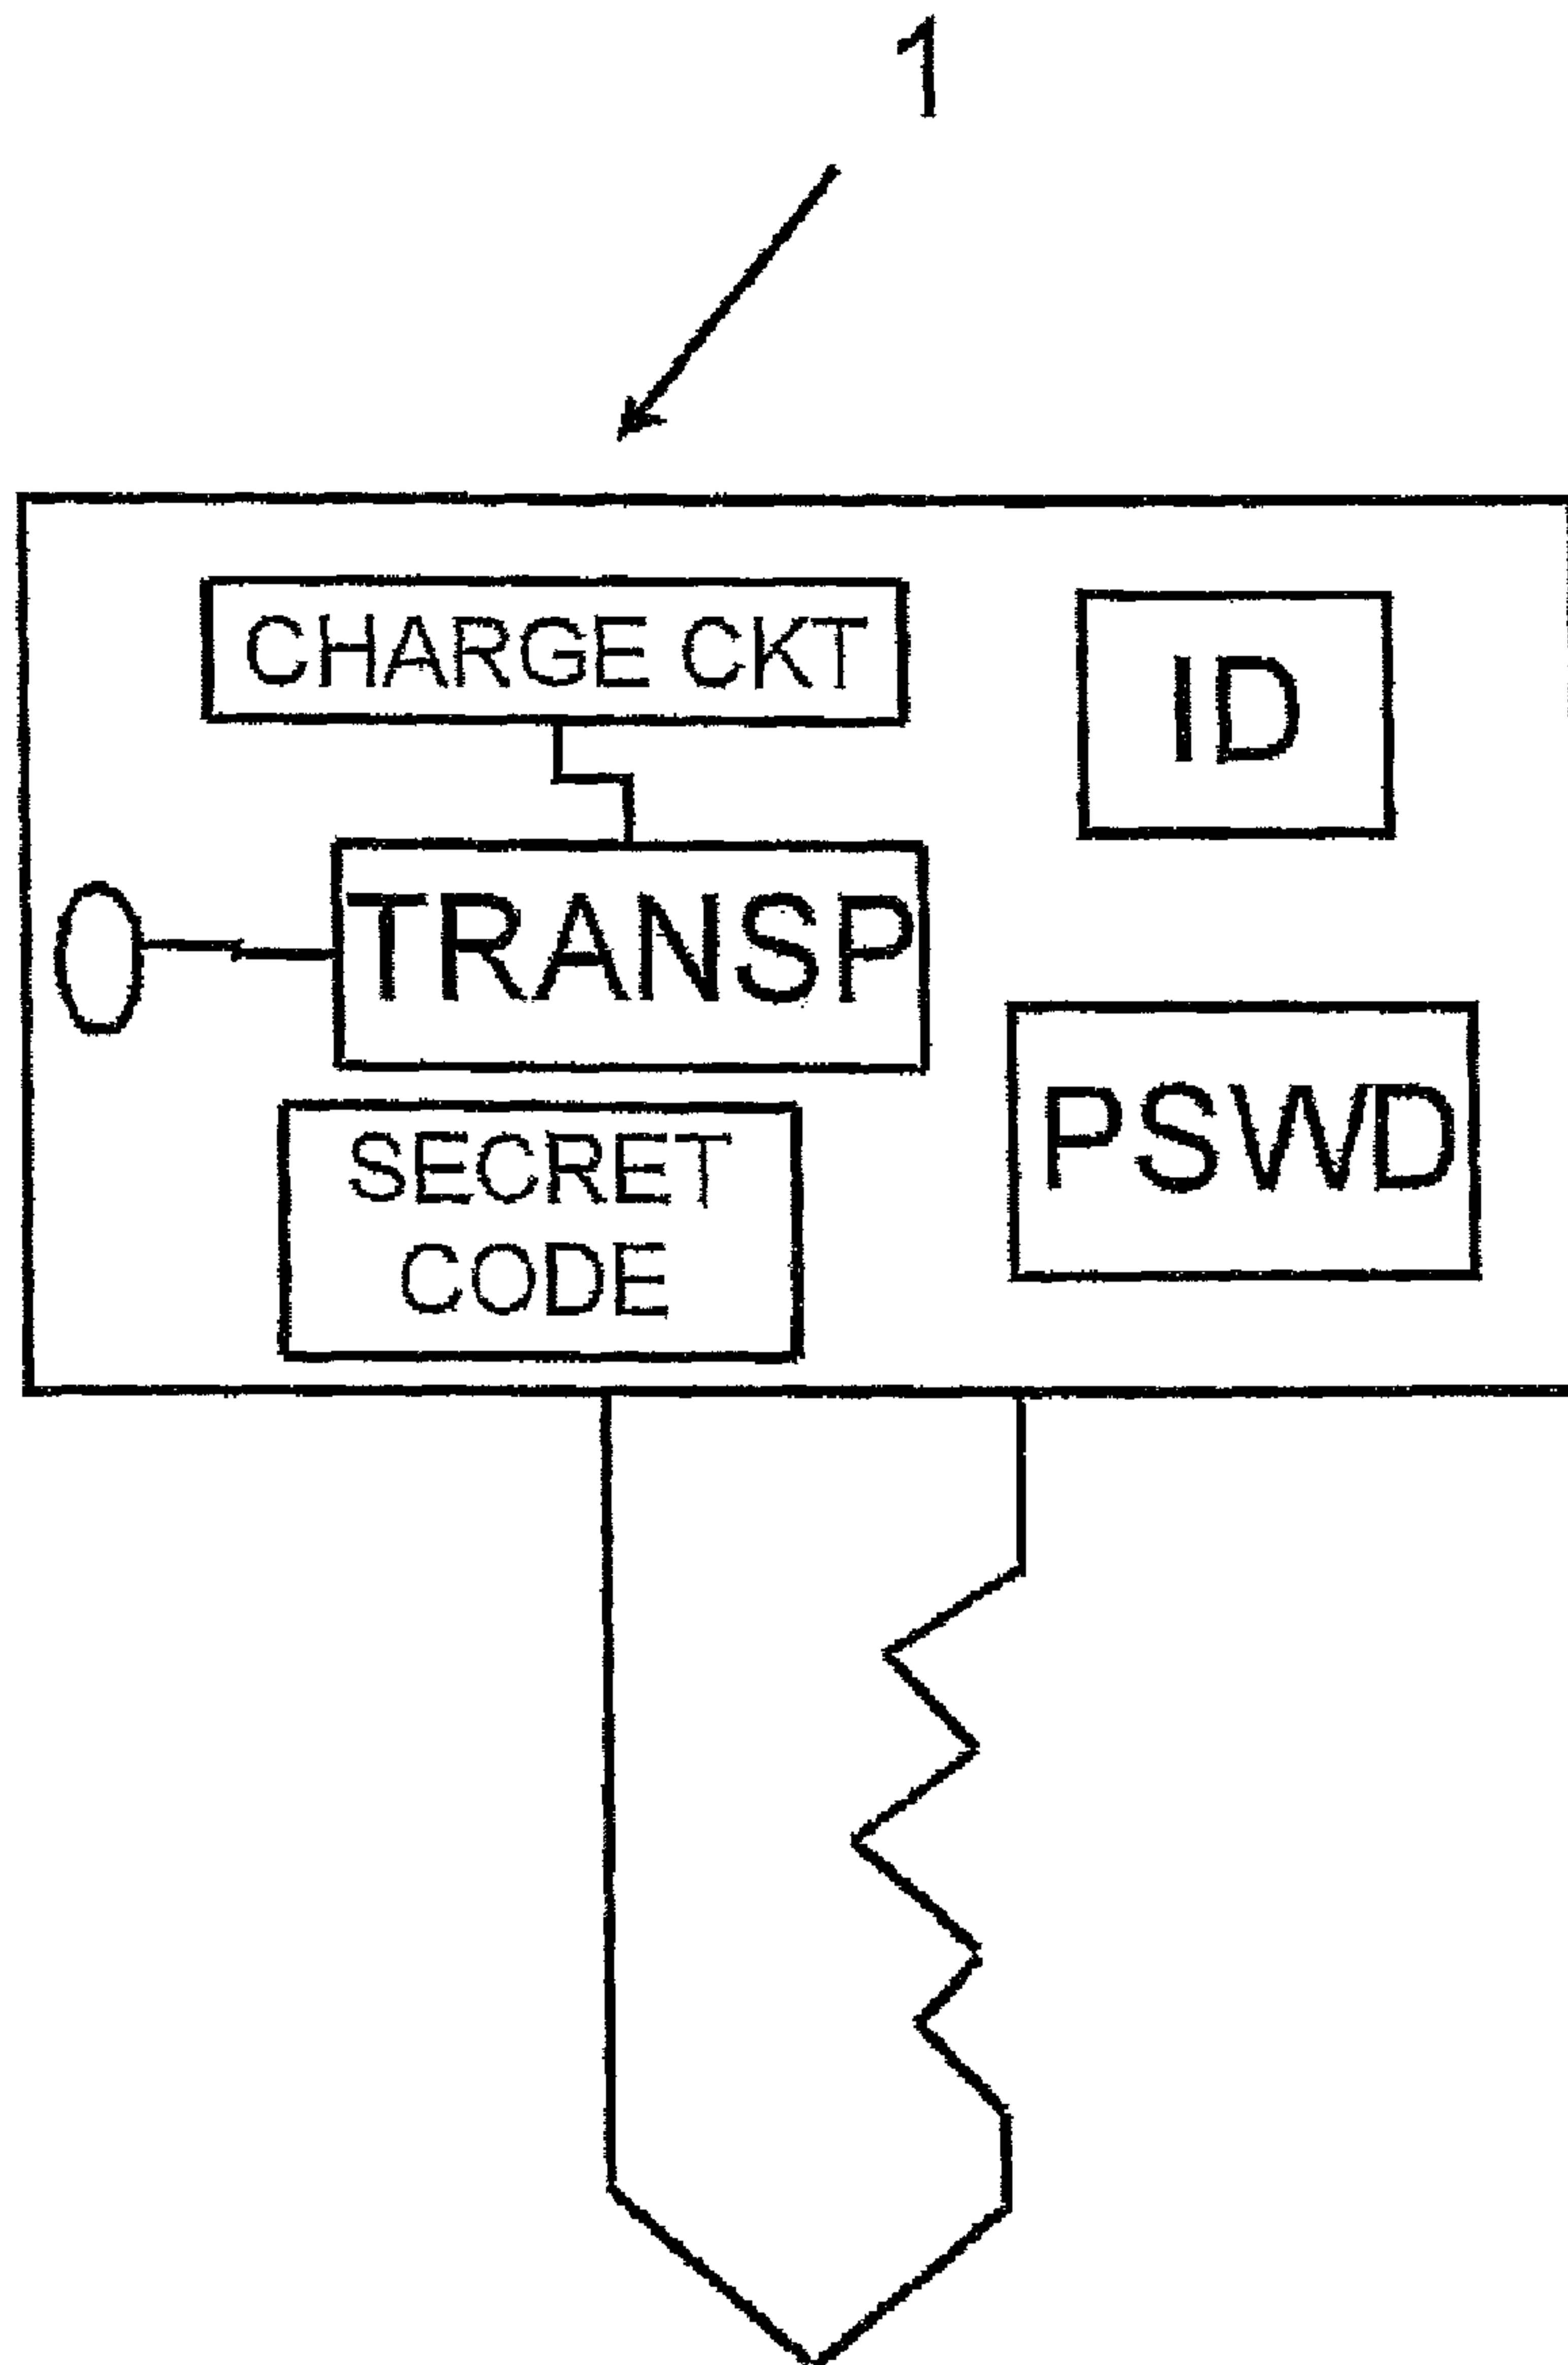 1
CHARGE CKT
ID
TRANSP
PSWD
SECRET
CODE